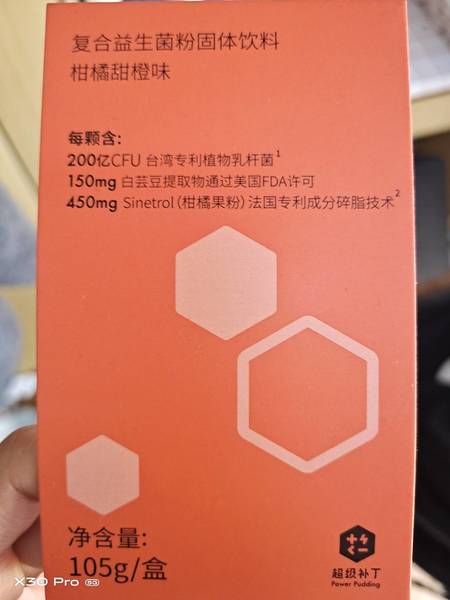 复合益生菌粉固体饮料
柑橘甜橙味
每颗含:
200亿CFU 台湾专利植物乳杆菌1
150mg 白芸豆提取物通过美国FDA许可
450mg Sinetrol(柑橘果粉)法国专利成分碎脂技术2
净含量:
105g/盒
超级补丁
Power Pudding
X30 Pro 5G